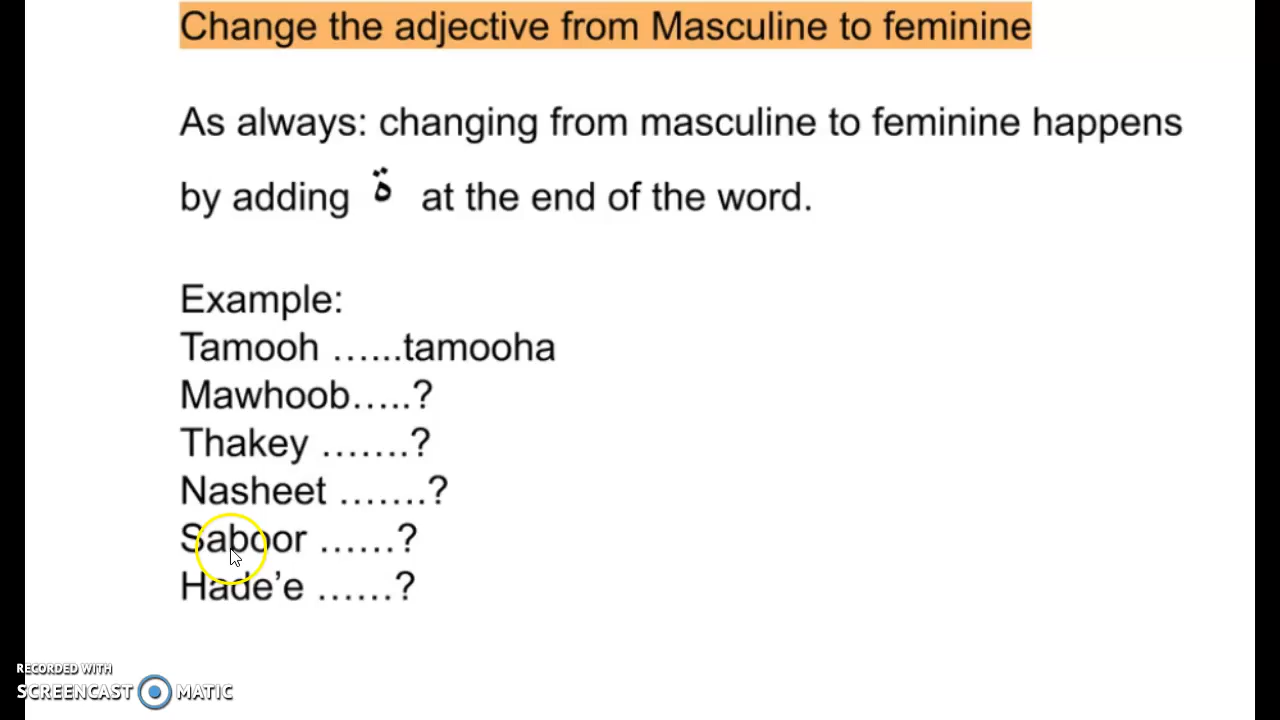 Change the adjective from Masculine to feminine
As always: changing from masculine to feminine happens
by adding ة at the end of the word.
Example:
Tamooh …...tamooha
Mawhoob…..?
Thakey …….?
Nasheet …….?
Saboor ……?
Hade’e ……?
RECORDED WITH
SCREENCAST MATIC